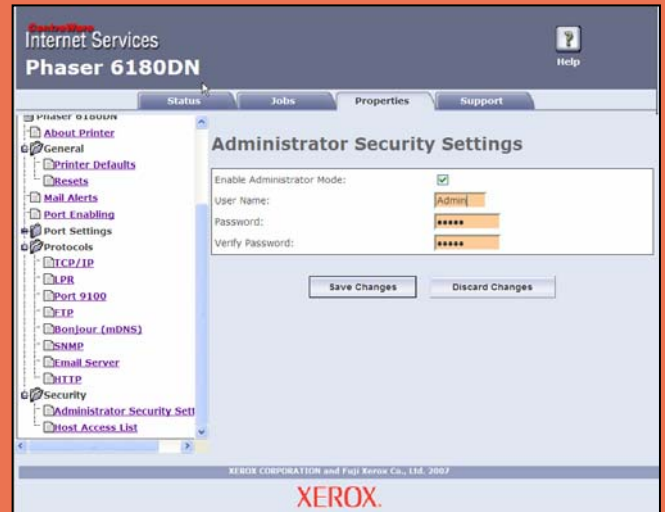 CentreWare
Internet Services
Phaser 6180DN
Help
Status
Jobs
Properties
Support
Phaser 6180DN
About Printer
General
Printer Defaults
Resets
Mail Alerts
Port Enabling
Port Settings
Protocols
TCP/IP
LPR
Port 9100
FTP
Bonjour (mDNS)
SNMP
Email Server
HTTP
Security
Administrator Security Sett
Host Access List
Administrator Security Settings
Enable Administrator Mode:
User Name: Admin
Password: •••••
Verify Password: •••••
Save Changes
Discard Changes
XEROX CORPORATION and Fuji Xerox Co., Ltd. 2007
XEROX.